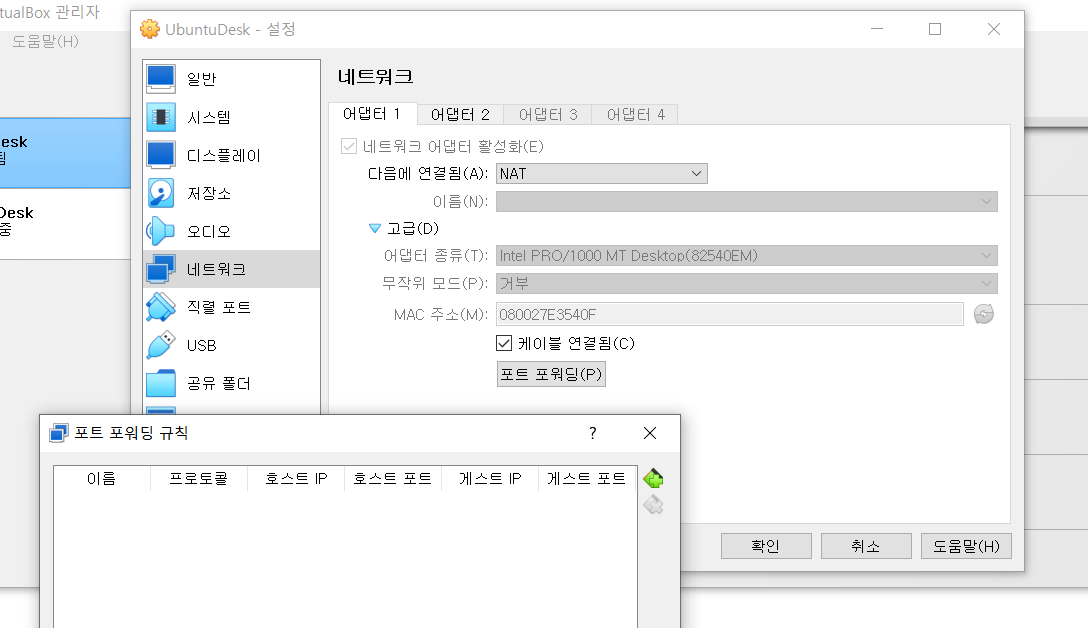 tualBox 관리자
도움말(H)
esk
됨
Desk
중
UbuntuDesk - 설정
일반
시스템
디스플레이
저장소
오디오
네트워크
직렬 포트
USB
공유 폴더
네트워크
어댑터 1 어댑터 2 어댑터 3 어댑터 4
네트워크 어댑터 활성화(E)
다음에 연결됨(A): NAT
이름(N):
고급(D)
어댑터 종류(T): Intel PRO/1000 MT Desktop(82540EM)
무작위 모드(P): 거부
MAC 주소(M): 080027E3540F
케이블 연결됨(C)
포트 포워딩(P)
확인 취소 도움말(H)
포트 포워딩 규칙 ?
이름 프로토콜 호스트 IP 호스트 포트 게스트 IP 게스트 포트